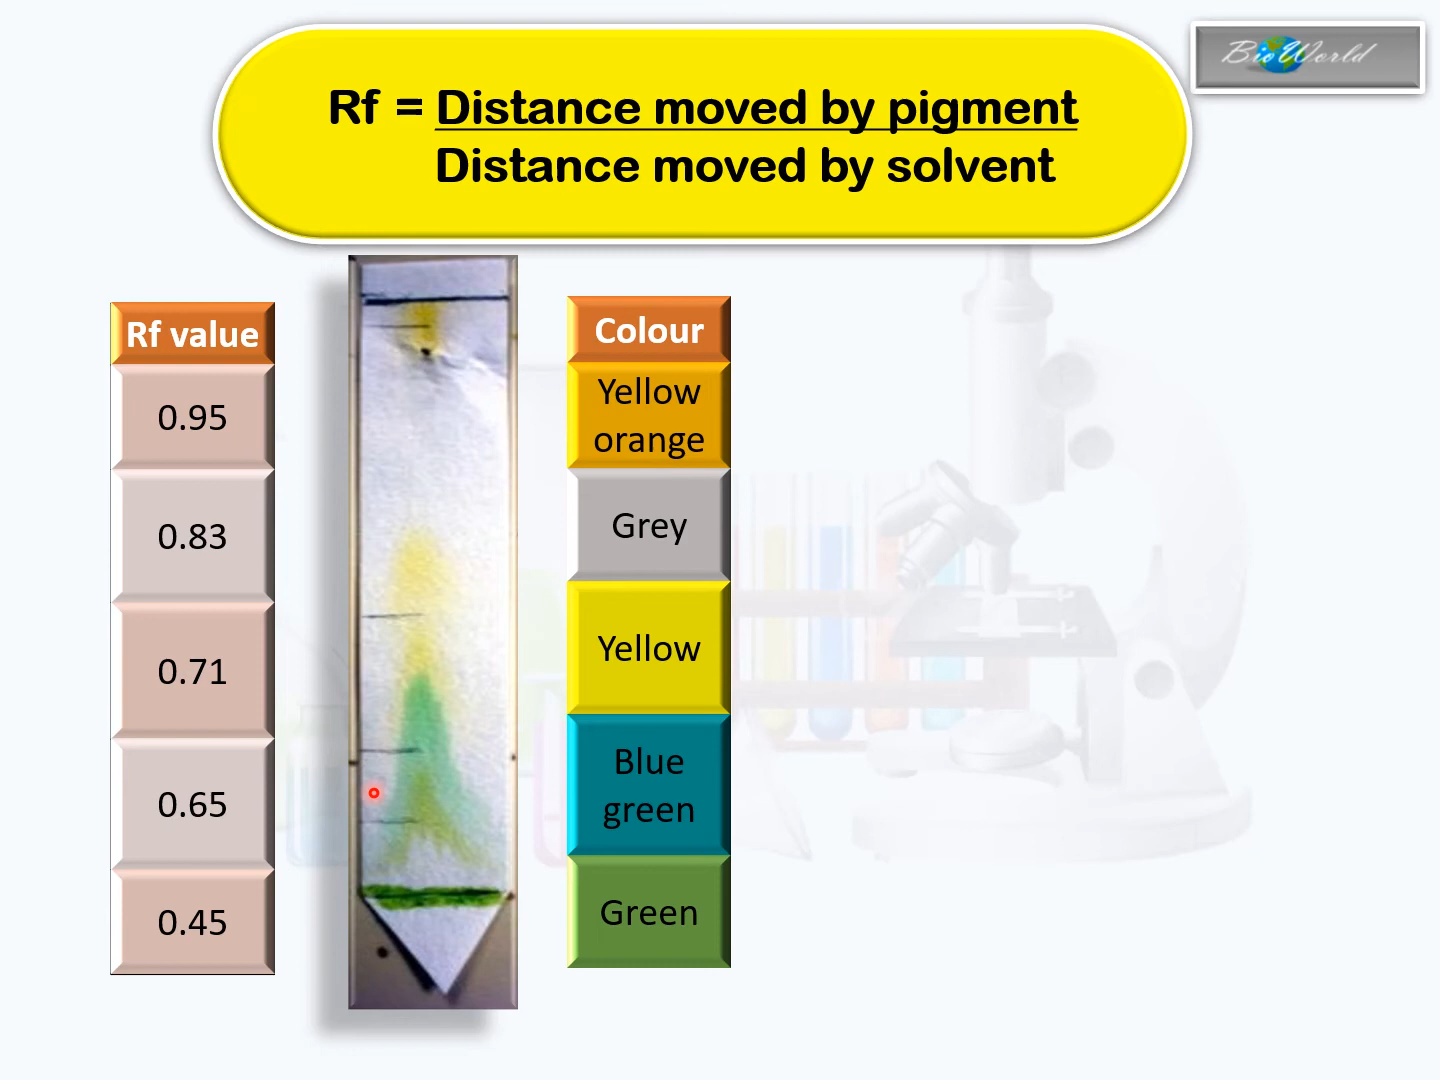 Rf = Distance moved by pigment
Distance moved by solvent
BioWorld
Rf value
0.95
0.83
0.71
0.65
0.45
Colour
Yellow
orange
Grey
Yellow
Blue
green
Green